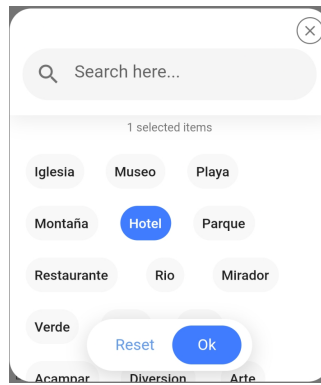 Search here...
1 selected items
Iglesia Museo Playa
Montaña Hotel Parque
Restaurante Rio Mirador
Verde
Reset Ok
Acampar Diversion Arte